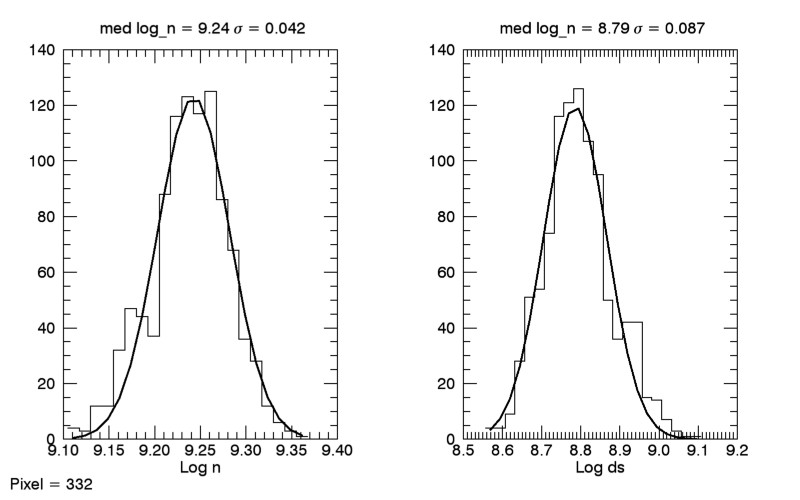 med log_n = 9.24 σ = 0.042
140
120
100
80
60
40
20
0
9.10 9.15 9.20 9.25 9.30 9.35 9.40
Log n
med log_n = 8.79 σ = 0.087
140
120
100
80
60
40
20
0
8.5 8.6 8.7 8.8 8.9 9.0 9.1 9.2
Log ds
Pixel = 332